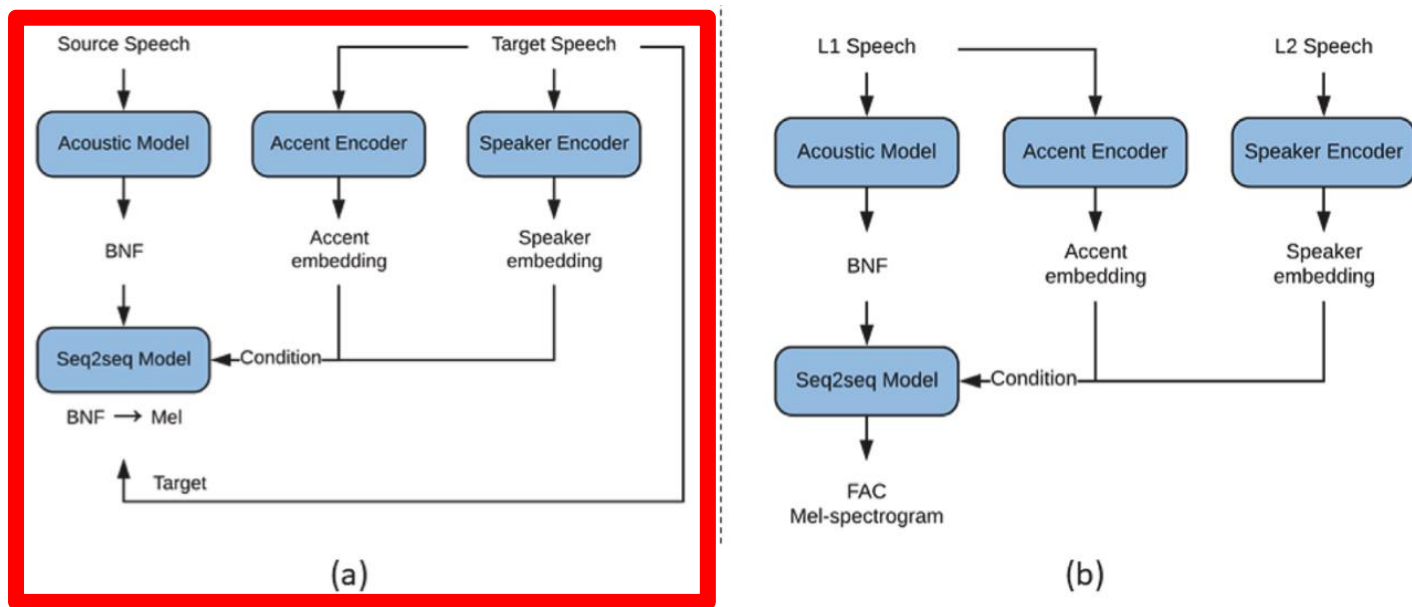 Source Speech
Target Speech
Acoustic Model
Accent Encoder
Speaker Encoder
BNF
Accent
embedding
Speaker
embedding
Seq2seq Model
Condition
BNF → Mel
Target
(a)
L1 Speech
L2 Speech
Acoustic Model
Accent Encoder
Speaker Encoder
BNF
Accent
embedding
Speaker
embedding
Seq2seq Model
Condition
FAC
Mel-spectrogram
(b)